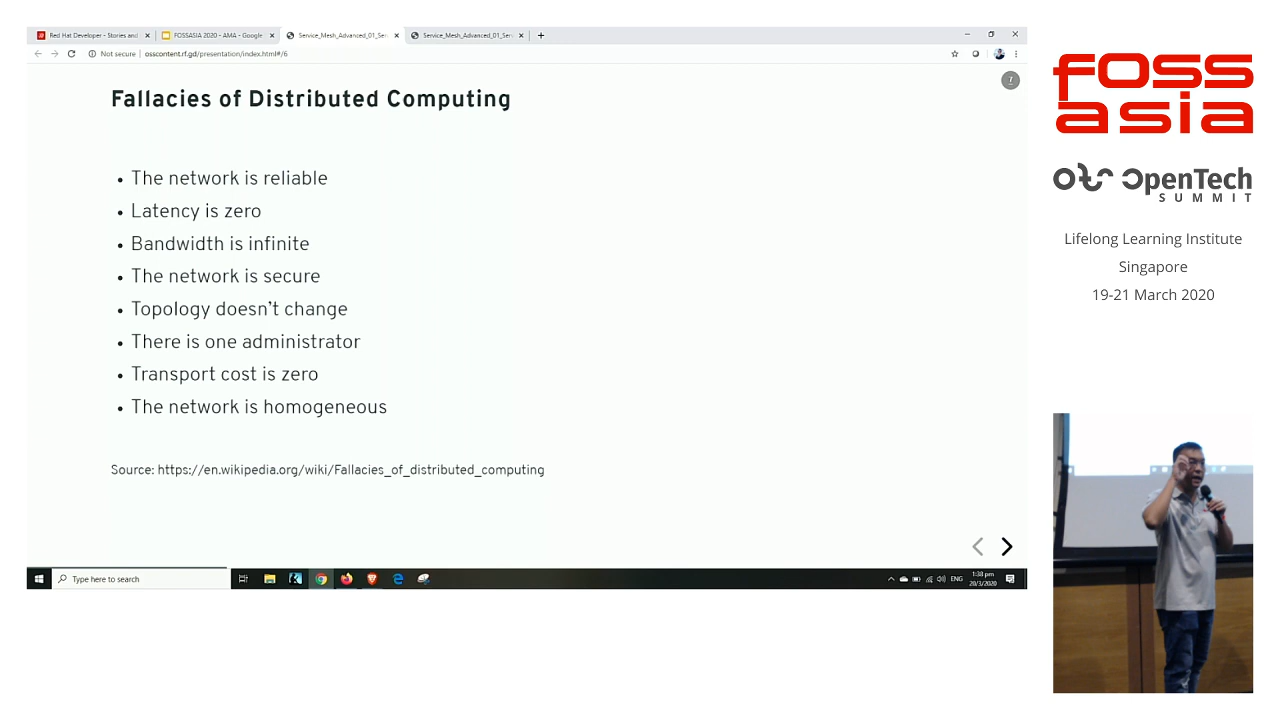 Red Hat Developer - Stories and
FOSSASIA 2020 - AMA - Google
Service_Mesh_Advanced_01_Serv
Service_Mesh_Advanced_01_Serv
Not secure | osscontent.rf.gd/presentation/index.html#/6
Fallacies of Distributed Computing
• The network is reliable
• Latency is zero
• Bandwidth is infinite
• The network is secure
• Topology doesn't change
• There is one administrator
• Transport cost is zero
• The network is homogeneous
Source: https://en.wikipedia.org/wiki/Fallacies_of_distributed_computing
Type here to search
ENG
1:38 pm
20/3/2020
FOSS
asia
OpenTech
SUMMIT
Lifelong Learning Institute
Singapore
19-21 March 2020